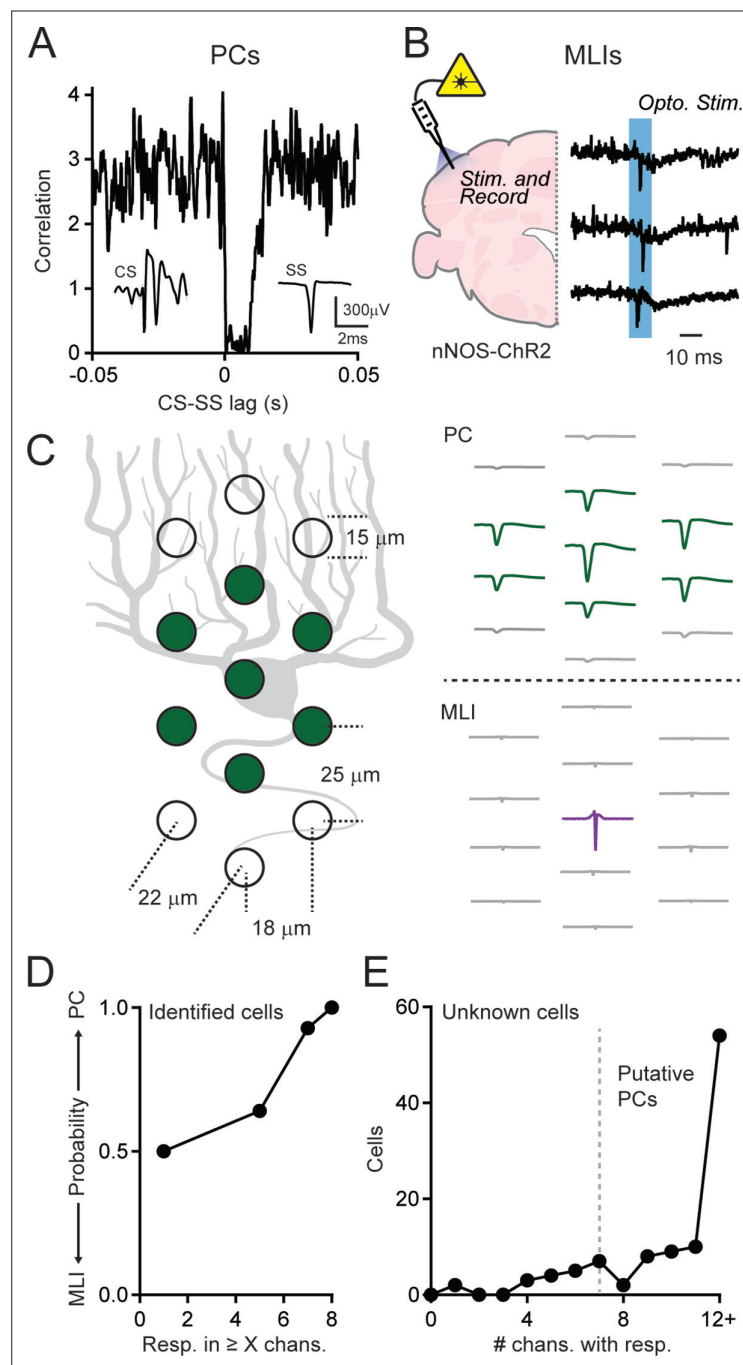 A
PCs
Correlation
4
3
2
1
0
CS
SS
300μV
2ms
-0.05
0
0.05
CS-SS lag (s)
B
MLIs
Opto. Stim.
Stim. and
Record
nNOS-ChR2
10 ms
C
15 μm
25 μm
22 μm
18 μm
PC
MLI
D
Identified cells
MLI
Probability
PC
1.0
0.5
0.0
0
2
4
6
8
Resp. in ≥ X chans.
E
Unknown cells
Putative
PCs
Cells
60
40
20
0
0
4
8
12+
# chans. with resp.